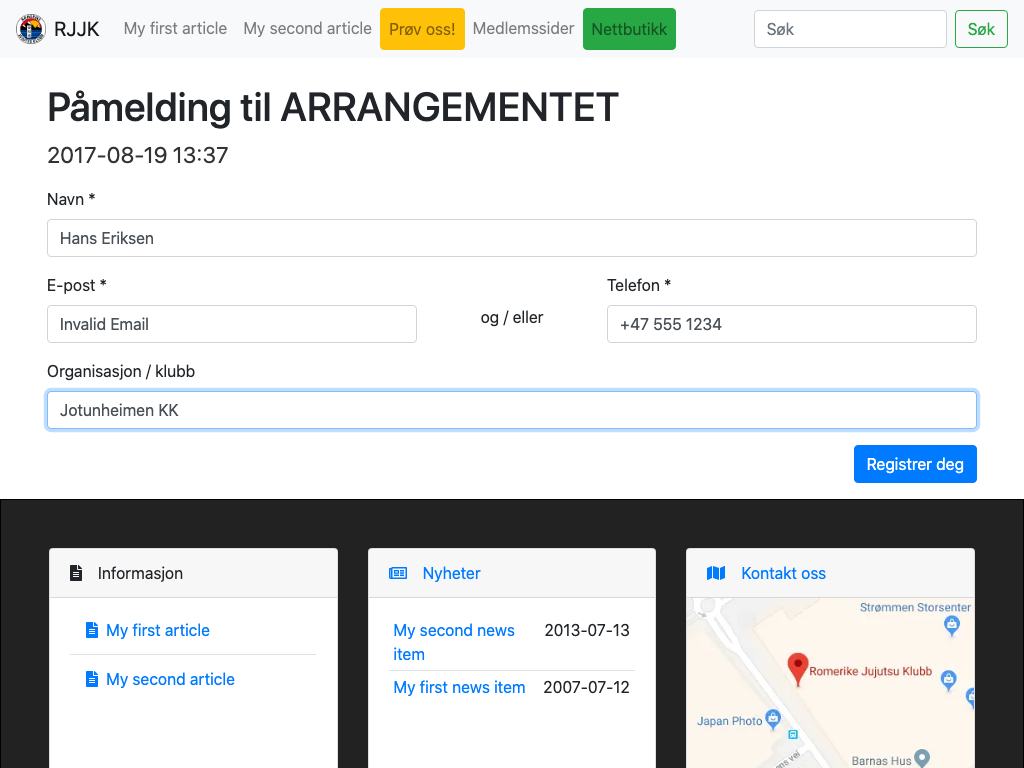 RJJK My first article My second article Prøv oss! Medlemssider Nettbutikk Søk Søk
Påmelding til ARRANGEMENTET
2017-08-19 13:37
Navn *
Hans Eriksen
E-post *
Telefon *
Invalid Email
og / eller
+47 555 1234
Organisasjon / klubb
Jotunheimen KK
Registrer deg
Informasjon
My first article
My second article
Nyheter
My second news item 2013-07-13
My first news item 2007-07-12
Kontakt oss
Strømmen Storsenter
Romerike Jujutsu Klubb
Japan Photo
Barnas Hus